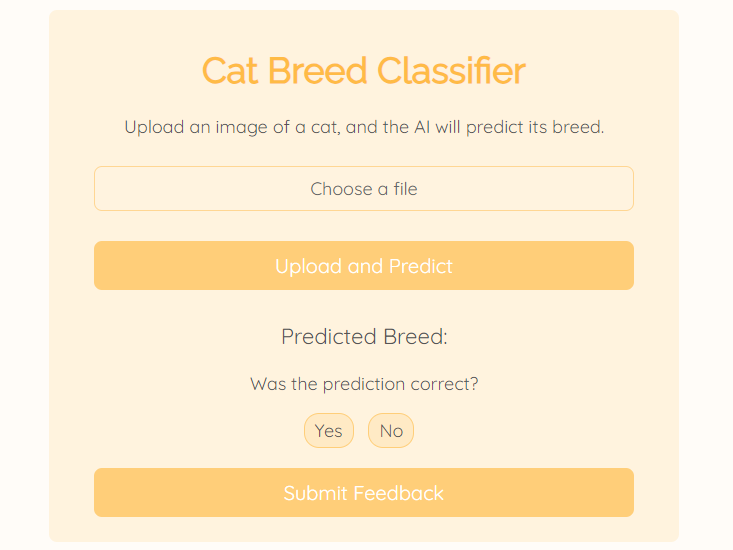 Cat Breed Classifier
Upload an image of a cat, and the AI will predict its breed.
Choose a file
Upload and Predict
Predicted Breed:
Was the prediction correct?
Yes No
Submit Feedback